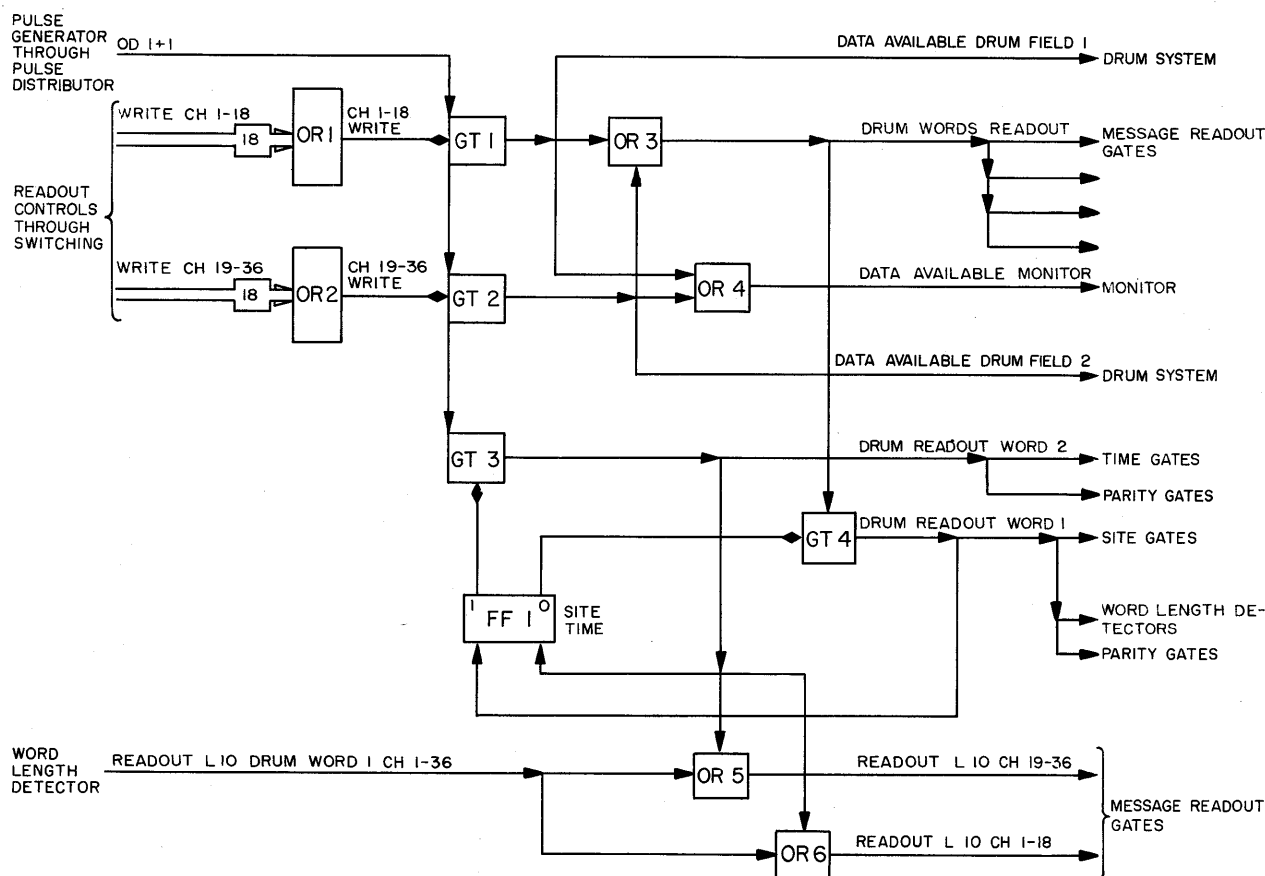 PULSE
GENERATOR
THROUGH
PULSE
DISTRIBUTOR
OD 1+1
DATA AVAILABLE DRUM FIELD 1
DRUM SYSTEM
WRITE CH 1-18
18
OR 1
CH 1-18
WRITE
GT 1
OR 3
DRUM WORDS READOUT
MESSAGE READOUT
GATES
READOUT
CONTROLS
THROUGH
SWITCHING
WRITE CH 19-36
18
OR 2
CH 19-36
WRITE
GT 2
OR 4
DATA AVAILABLE MONITOR
MONITOR
DATA AVAILABLE DRUM FIELD 2
DRUM SYSTEM
GT 3
DRUM READOUT WORD 2
TIME GATES
PARITY GATES
GT 4
DRUM READOUT WORD 1
SITE GATES
1 FF 1 0
SITE
TIME
WORD LENGTH DE-
TECTORS
PARITY GATES
WORD
LENGTH
DETECTOR
READOUT L 10 DRUM WORD 1 CH 1-36
OR 5
READOUT L 10 CH 19-36
MESSAGE READOUT
GATES
OR 6
READOUT L 10 CH 1-18